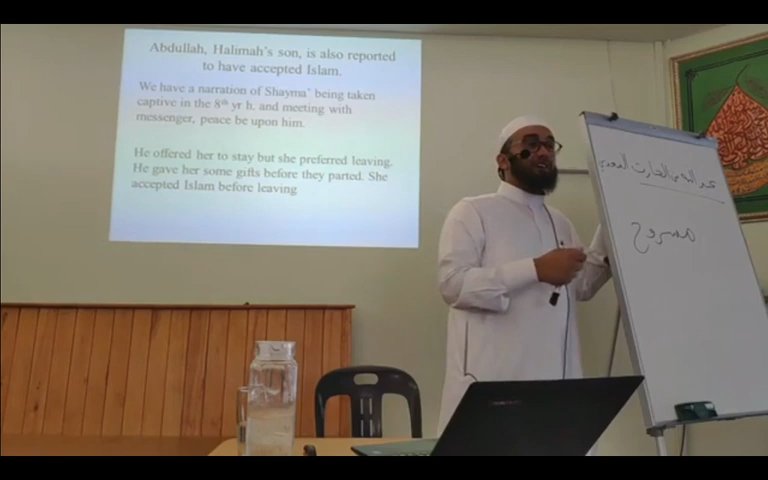 Abdullah, Halimah's son, is also reported
to have accepted Islam.
We have a narration of Shayma' being taken
captive in the 8th yr h. and meeting with
messenger, peace be upon him.
He offered her to stay but she preferred leaving.
He gave her some gifts before they parted. She
accepted Islam before leaving
عبد الله بن الحارث السعدي
مسروح